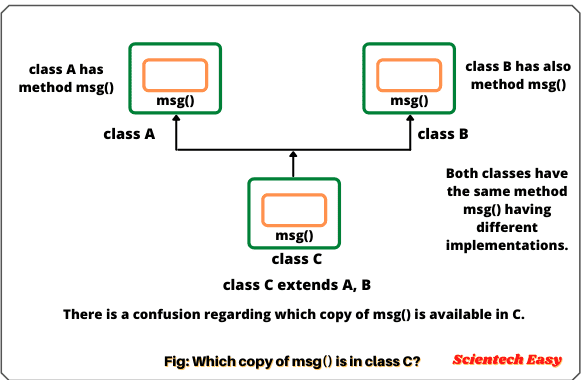 class A has
method msg()
msg()
class A
msg()
class B
class B has also
method msg()
Both classes have
the same method
msg() having
different
implementations.
msg()
class C
class C extends A, B
There is a confusion regarding which copy of msg() is available in C.
Fig: Which copy of msg() is in class C?
Scientech Easy